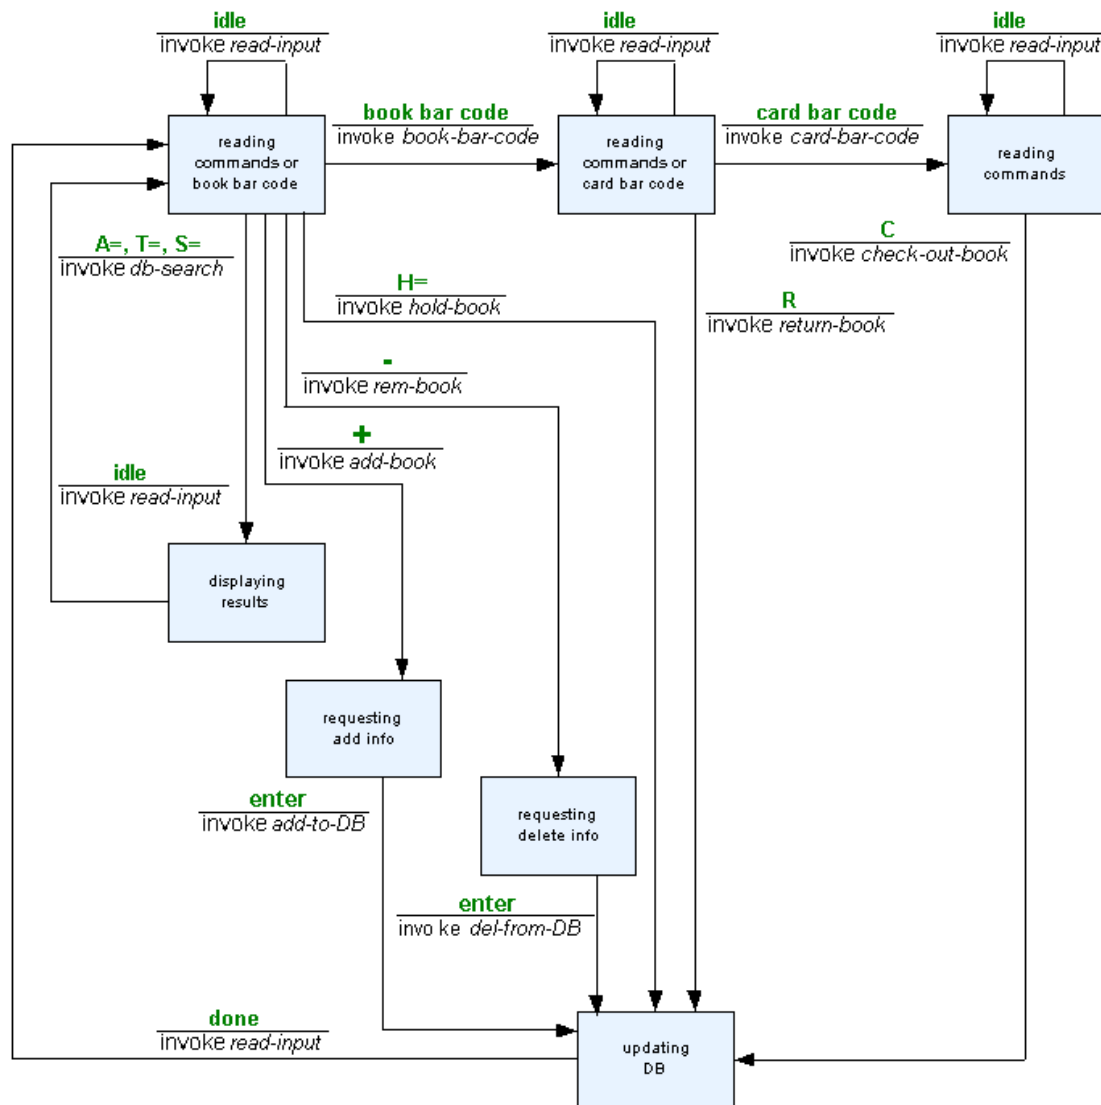 idle
invoke read-input
idle
invoke read-input
idle
invoke read-input
reading
commands or
book bar code
book bar code
invoke book-bar-code
reading
commands or
card bar code
card bar code
invoke card-bar-code
reading
commands
A=, T=, S=
invoke db-search
H=
invoke hold-book
C
invoke check-out-book
R
invoke return-book
-
invoke rem-book
+
invoke add-book
idle
invoke read-input
displaying
results
requesting
add info
enter
invoke add-to-DB
requesting
delete info
enter
invo ke del-from-DB
done
invoke read-input
updating
DB